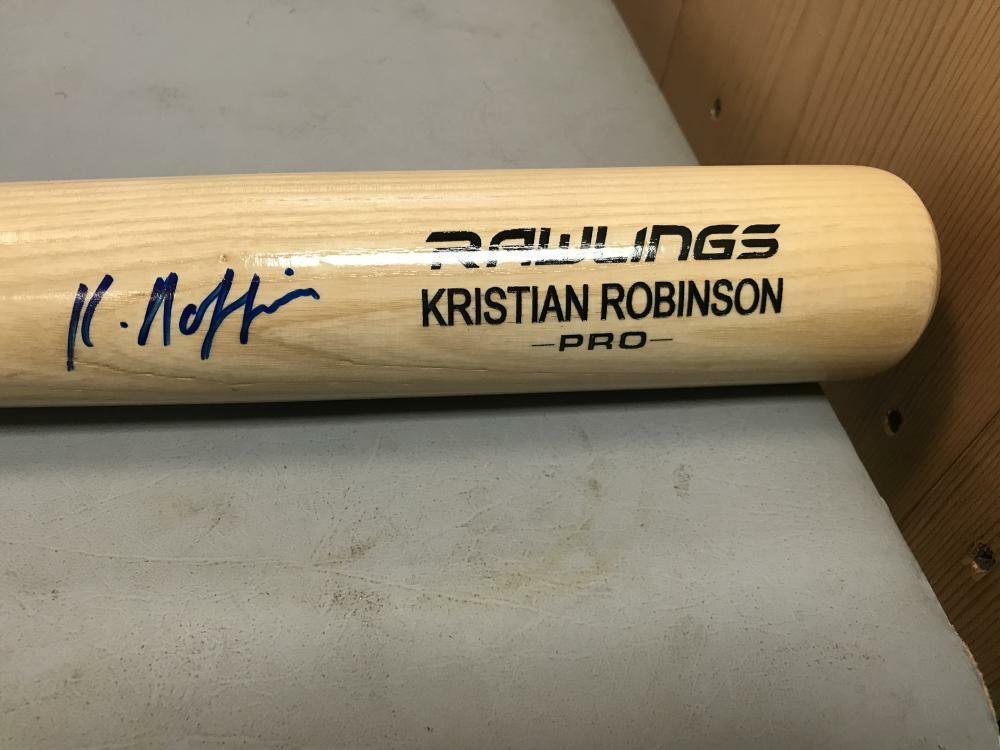 RAWLINGS
KRISTIAN ROBINSON
-PRO-
K.